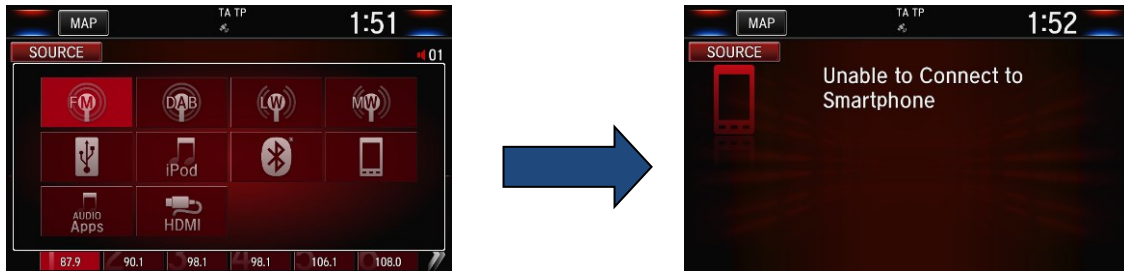 MAP
TA TP
1:51
SOURCE
01
FM
DAB
LW
MW
iPod
AUDIO
Apps
HDMI
87.9
90.1
98.1
98.1
106.1
108.0
MAP
TA TP
1:52
SOURCE
Unable to Connect to
Smartphone